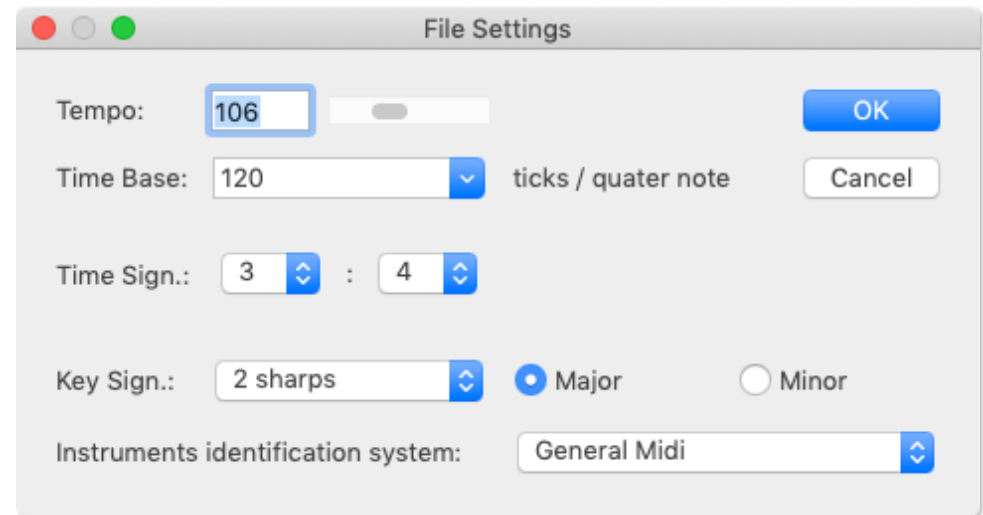 File Settings
Tempo: 106 OK
Time Base: 120 ticks / quater note Cancel
Time Sign.: 3 : 4
Key Sign.: 2 sharps Major Minor
Instruments identification system: General Midi